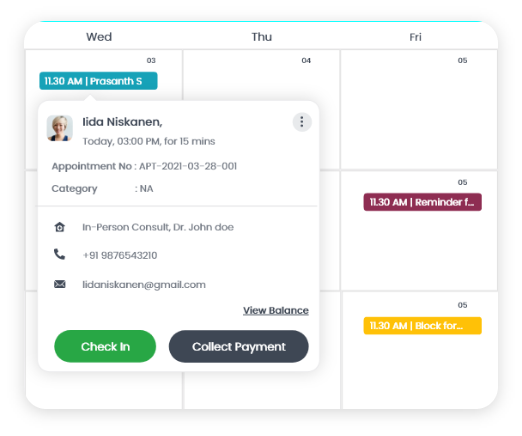 Wed Thu Fri
03 04 05
11.30 AM | Prasanth S
Iida Niskanen,
Today, 03:00 PM, for 15 mins
Appointment No : APT-2021-03-28-001
Category : NA
In-Person Consult, Dr. John doe
+91 9876543210
lidaniskanen@gmail.com
View Balance
Check In Collect Payment
05
11.30 AM | Reminder f...
05
11.30 AM | Block for...